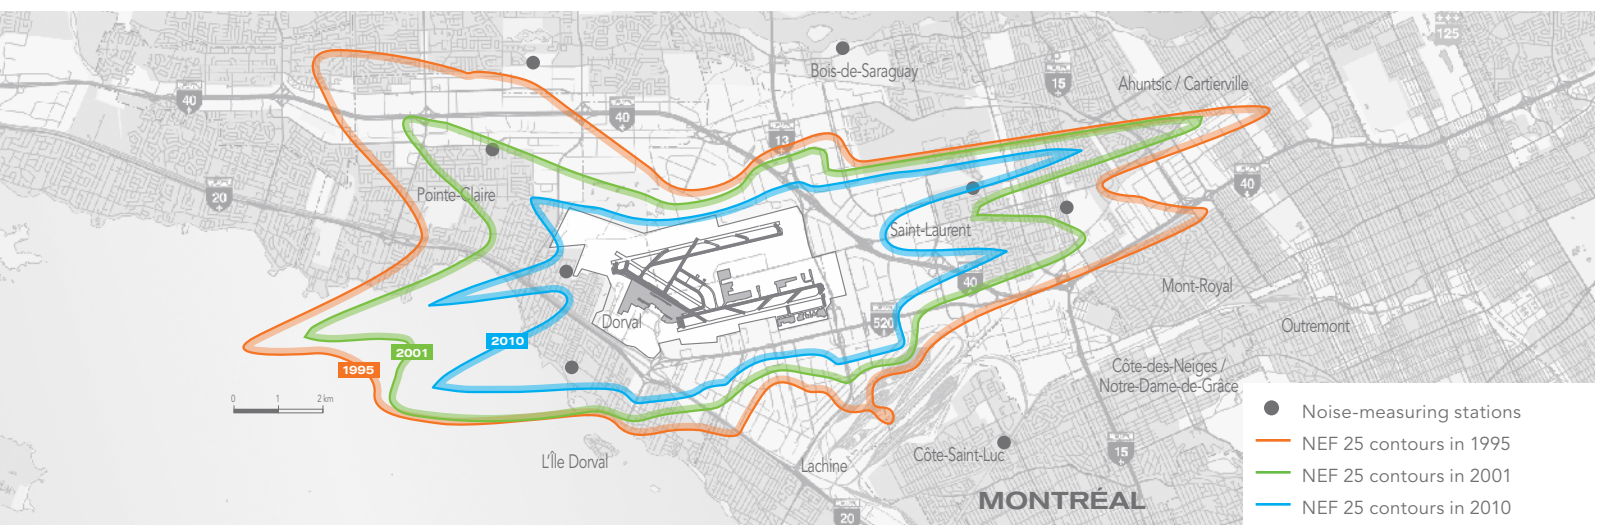 125
Bois-de-Saraguay
15
Ahuntsic / Cartierville
40
40
13
20
Pointe-Claire
40
Saint-Laurent
40
Mont-Royal
Dorval
520
Outremont
2010
2001
1995
Côte-des-Neiges /
Notre-Dame-de-Grâce
0 1 2 km
L'Île Dorval
Lachine
Côte-Saint-Luc
15
MONTRÉAL
20
Noise-measuring stations
NEF 25 contours in 1995
NEF 25 contours in 2001
NEF 25 contours in 2010